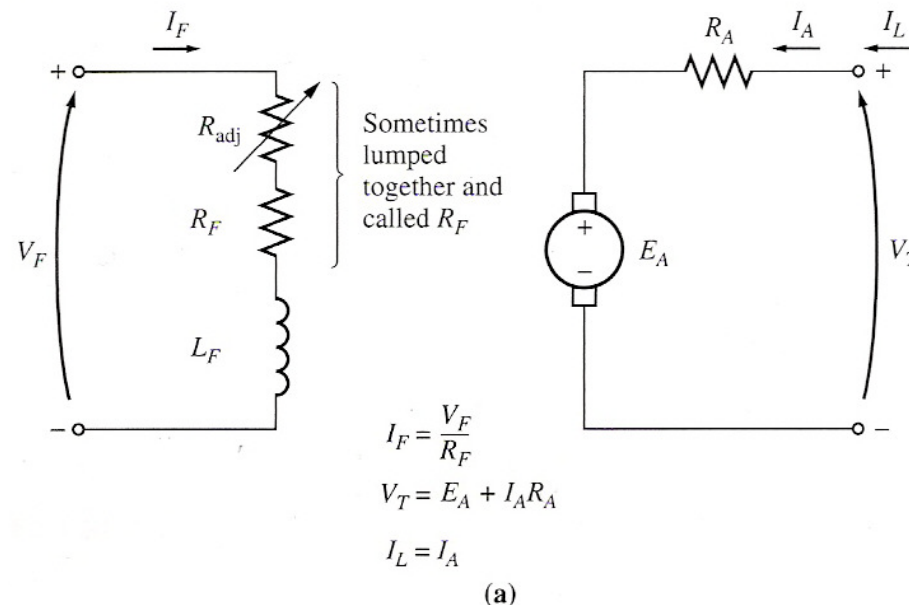 I_F
I_A
I_L
R_A
+
+
R_adj
Sometimes
lumped
together and
called R_F
R_F
V_F
+
−
E_A
L_F
−
−
I_F = V_F / R_F
V_T = E_A + I_A R_A
I_L = I_A
(a)